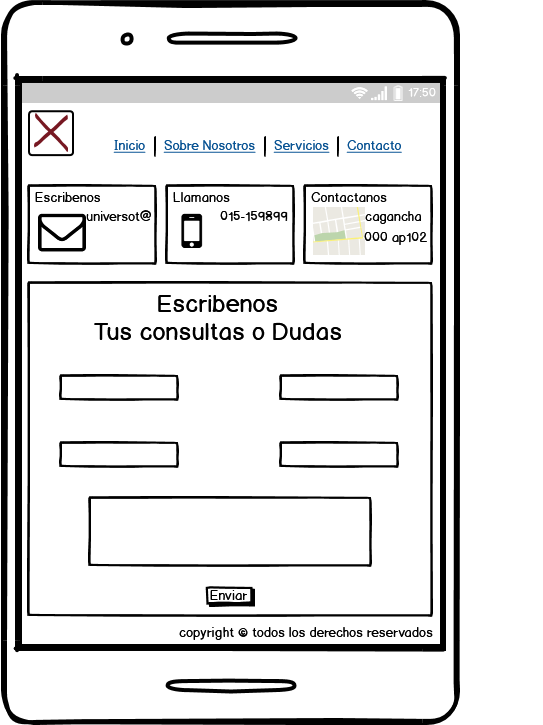 17:50
Inicio | Sobre Nosotros | Servicios | Contacto
Escribenos
universot@
Llamanos
015-159899
Contactanos
cagancha
000 ap102
Escribenos
Tus consultas o Dudas
Enviar
copyright © todos los derechos reservados